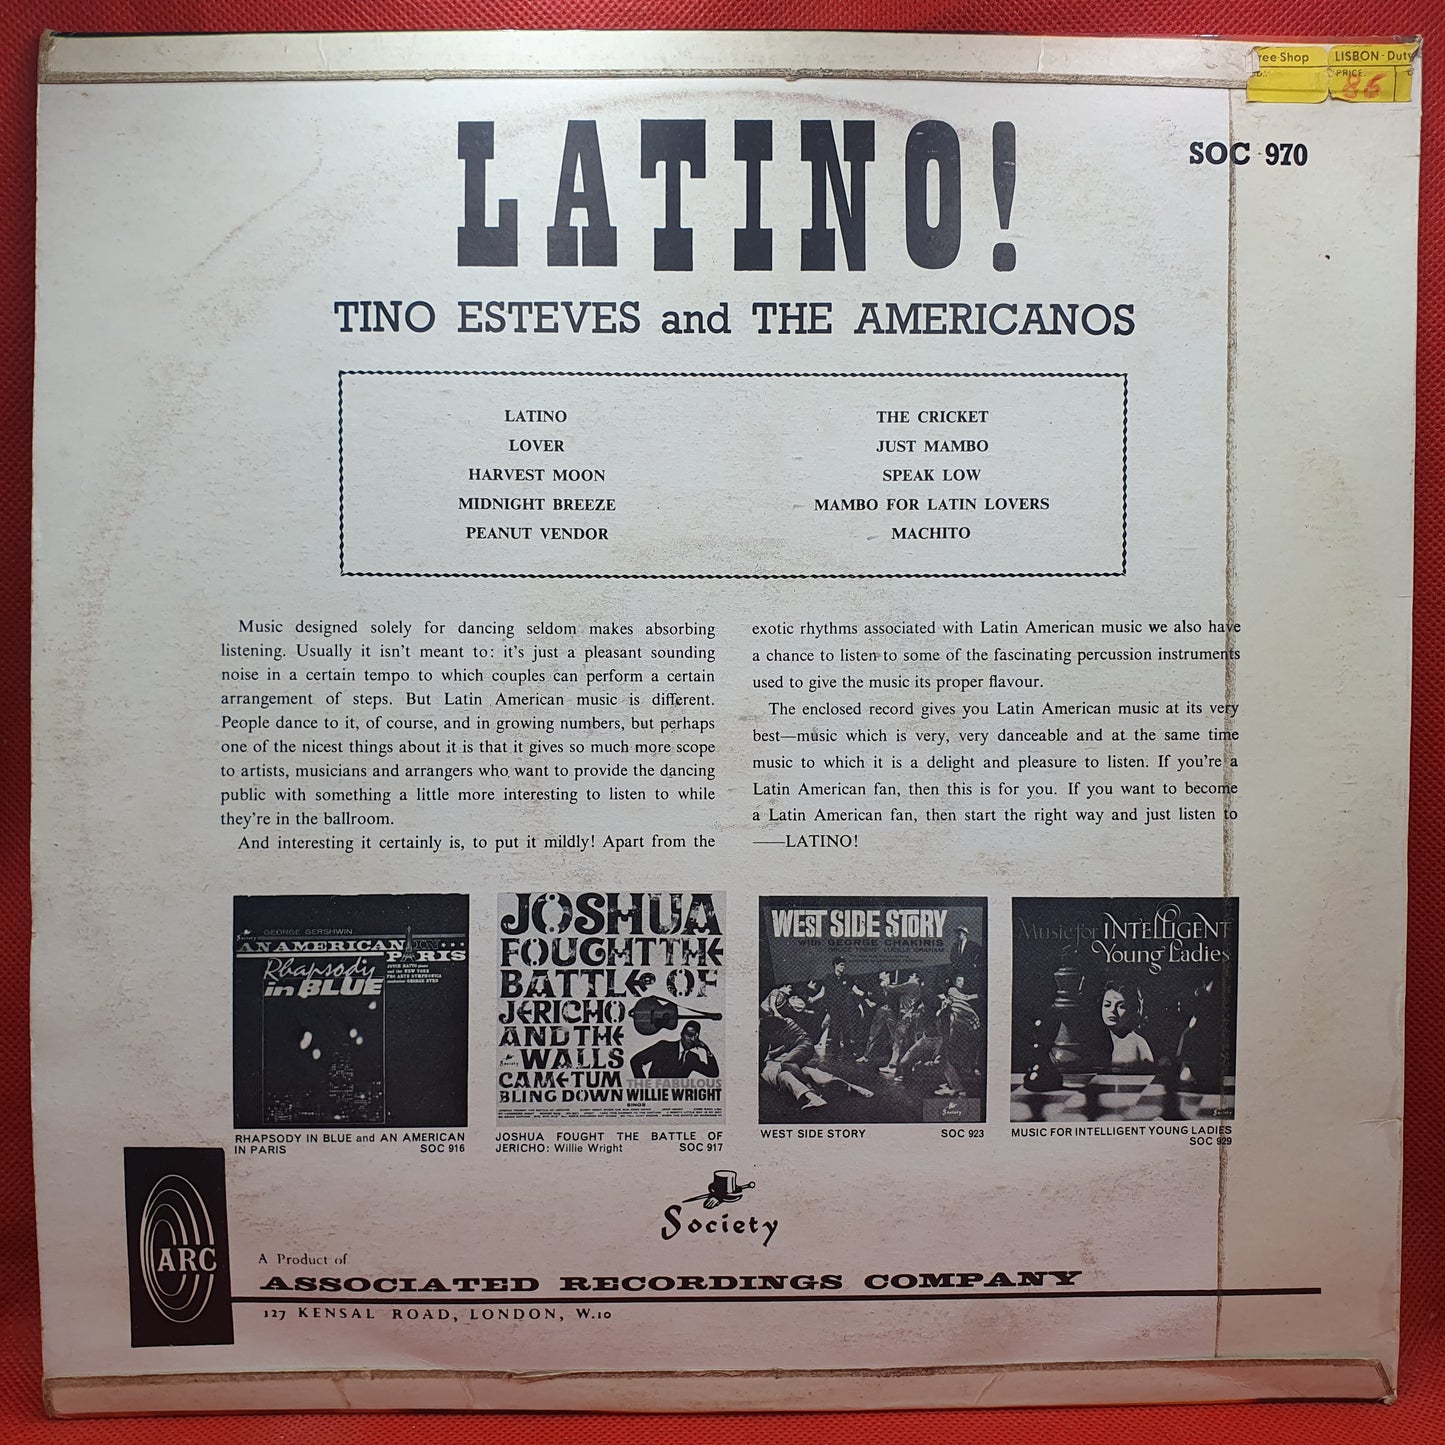 ree Shop
LISBON - Duty
PRICE:
86
LATINO!
SOC 970
TINO ESTEVES and THE AMERICANOS
LATINO
LOVER
HARVEST MOON
MIDNIGHT BREEZE
PEANUT VENDOR
THE CRICKET
JUST MAMBO
SPEAK LOW
MAMBO FOR LATIN LOVERS
MACHITO
Music designed solely for dancing seldom makes absorbing
listening. Usually it isn't meant to: it's just a pleasant sounding
noise in a certain tempo to which couples can perform a certain
arrangement of steps. But Latin American music is different.
People dance to it, of course, and in growing numbers, but perhaps
one of the nicest things about it is that it gives so much more scope
to artists, musicians and arrangers who want to provide the dancing
public with something a little more interesting to listen to while
they're in the ballroom.
And interesting it certainly is, to put it mildly! Apart from the
exotic rhythms associated with Latin American music we also have
a chance to listen to some of the fascinating percussion instruments
used to give the music its proper flavour.
The enclosed record gives you Latin American music at its very
best—music which is very, very danceable and at the same time
music to which it is a delight and pleasure to listen. If you're a
Latin American fan, then this is for you. If you want to become
a Latin American fan, then start the right way and just listen to
——LATINO!
GEORGE GERSHWIN
AN AMERICAN IN
PARIS
Rhapsody
in BLUE
JOSHUA
FOUGHT THE
BATTLE OF
JERICHO
AND THE
WALLS
CAME TUM
BLING DOWN
THE FABULOUS
WILLIE WRIGHT
SINGS
WEST SIDE STORY
with GEORGE CHAKIRIS
Society
Music for INTELLIGENT
Young Ladies
Society
RHAPSODY IN BLUE and AN AMERICAN
IN PARIS SOC 916
JOSHUA FOUGHT THE BATTLE OF
JERICHO: Willie Wright SOC 917
WEST SIDE STORY SOC 923
MUSIC FOR INTELLIGENT YOUNG LADIES
SOC 929
Society
ARC
A Product of
ASSOCIATED RECORDINGS COMPANY
127 KENSAL ROAD, LONDON, W.10